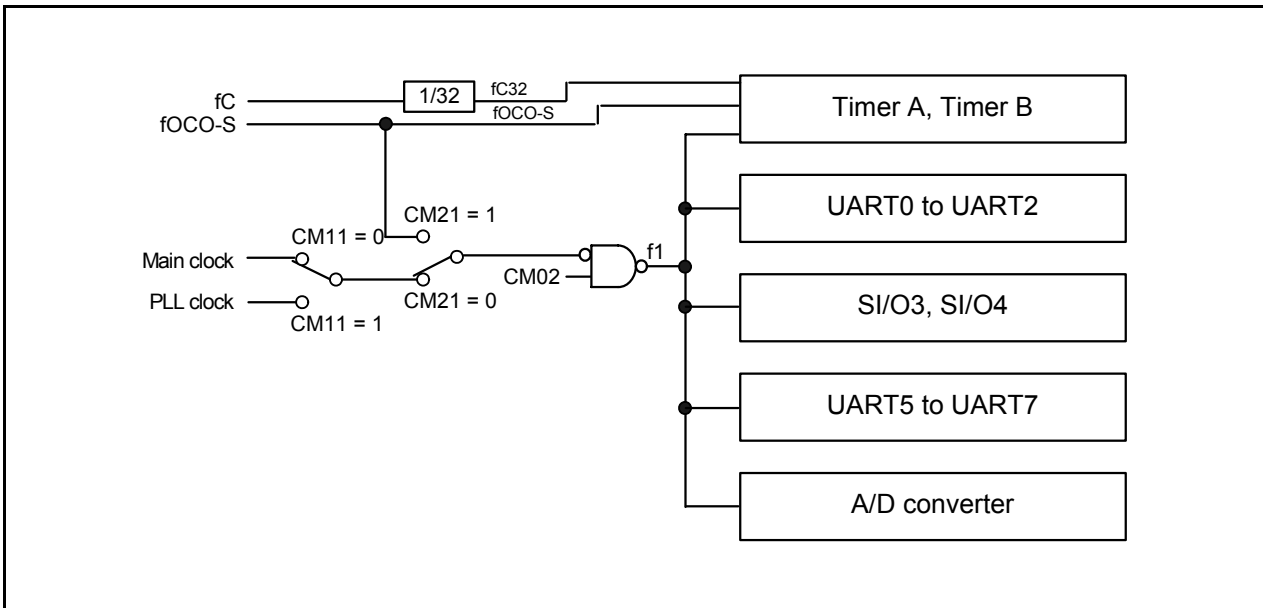 fC
1/32
fC32
fOCO-S
fOCO-S
Timer A, Timer B
UART0 to UART2
CM21 = 1
CM11 = 0
Main clock
CM02
f1
PLL clock
CM21 = 0
CM11 = 1
SI/O3, SI/O4
UART5 to UART7
A/D converter